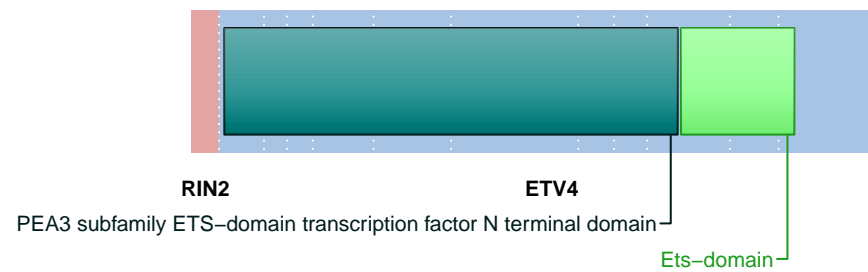 RIN2 ETV4
PEA3 subfamily ETS−domain transcription factor N terminal domain
Ets−domain